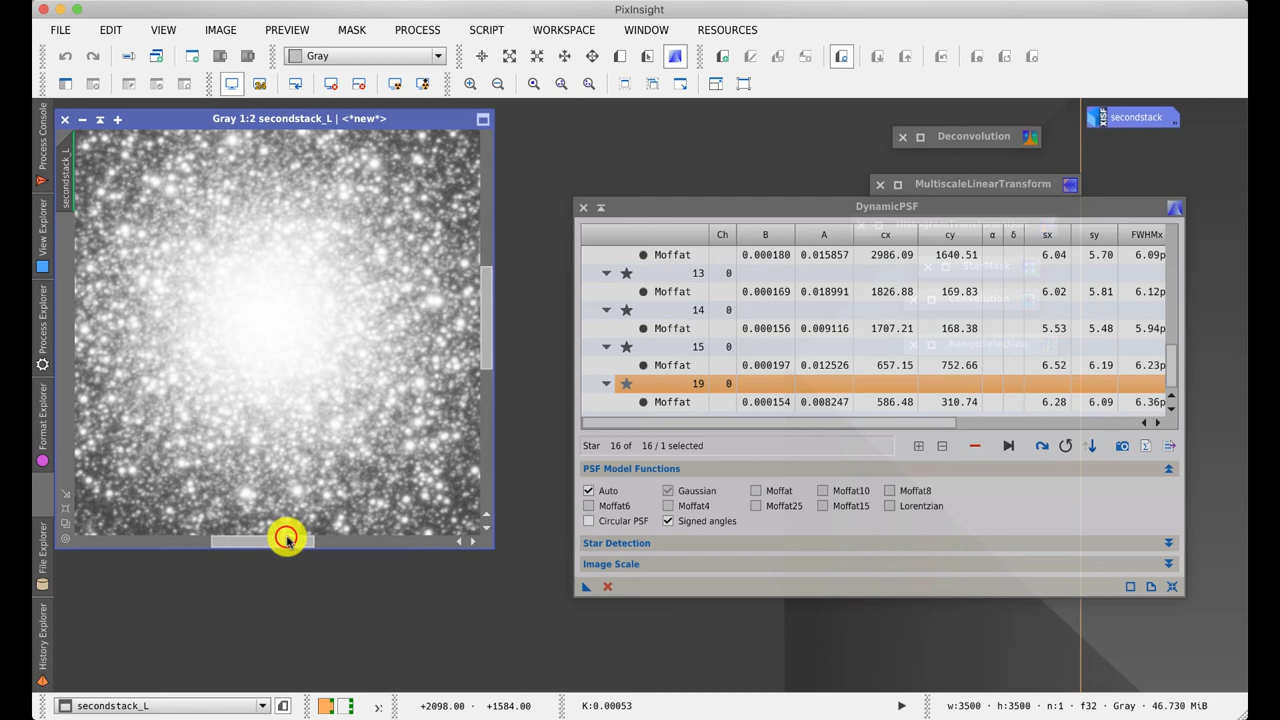 PixInsight
FILE EDIT VIEW IMAGE PREVIEW MASK PROCESS SCRIPT WORKSPACE WINDOW RESOURCES
Gray
24
Process Console
View Explorer
Process Explorer
Format Explorer
File Explorer
History Explorer
Gray 1:2 secondstack_L | <*new*>
secondstack_L
XISF secondstack
Deconvolution
MultiscaleLinearTransform
HistogramTransformation
StarMask
Convolution
RangeSelection
DynamicPSF
Ch B A cx cy α δ sx sy FWHMx
Moffat 0.000180 0.015857 2986.09 1640.51 6.04 5.70 6.09p
13 0
Moffat 0.000169 0.018991 1826.88 169.83 6.02 5.81 6.12p
14 0
Moffat 0.000156 0.009116 1707.21 168.38 5.53 5.48 5.94p
15 0
Moffat 0.000197 0.012526 657.15 752.66 6.52 6.19 6.23p
19 0
Moffat 0.000154 0.008247 586.48 310.74 6.28 6.09 6.36p
Star 16 of 16 / 1 selected
PSF Model Functions
Auto Gaussian Moffat Moffat10 Moffat8
Moffat6 Moffat4 Moffat25 Moffat15 Lorentzian
Circular PSF Signed angles
Star Detection
Image Scale
secondstack_L +2098.00 +1584.00 K:0.00053 w:3500 h:3500 n:1 f32 Gray 46.730 MiB